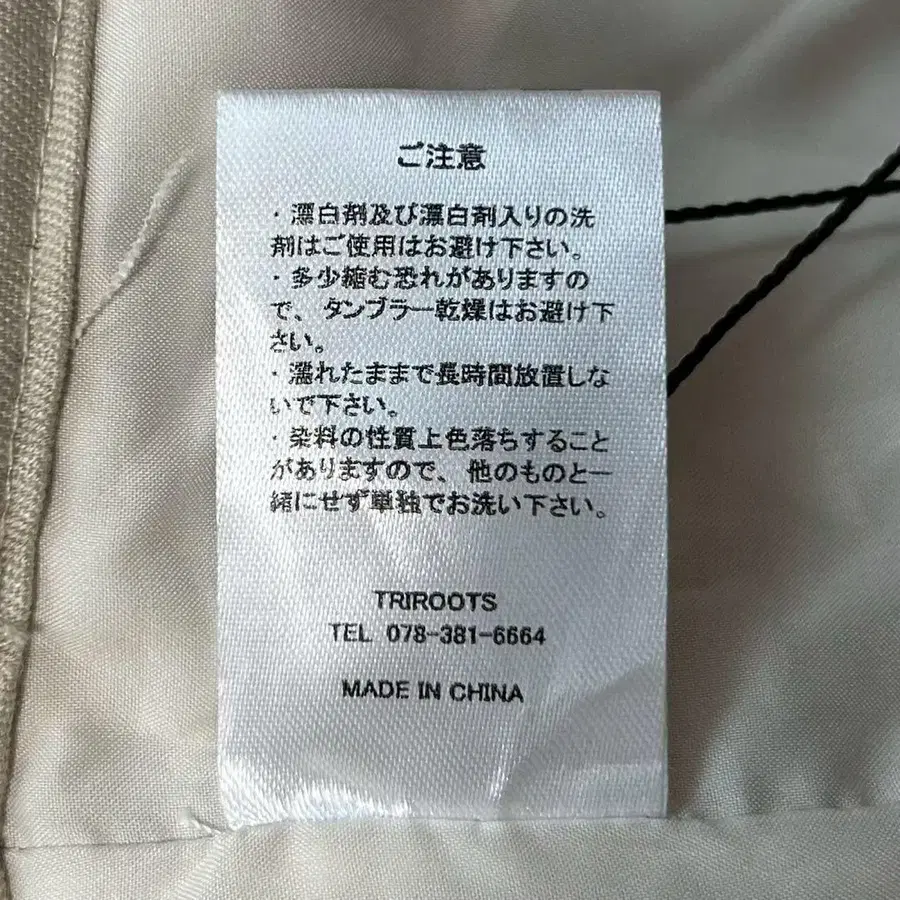 ご注意
・漂白剤及び漂白剤入りの洗
剤はご使用はお避け下さい。
・多少縮む恐れがありますの
で、タンブラー乾燥はお避け下
さい。
・濡れたままで長時間放置しな
いで下さい。
・染料の性質上色落ちすること
がありますので、他のものと一
緒にせず単独でお洗い下さい。
TRIROOTS
TEL 078-381-6664
MADE IN CHINA